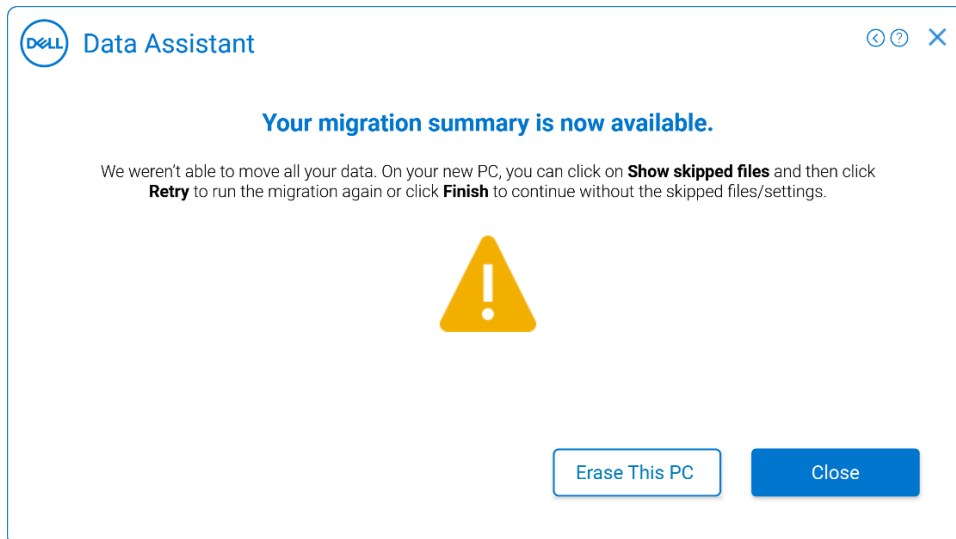 DELL
Data Assistant
Your migration summary is now available.
We weren't able to move all your data. On your new PC, you can click on Show skipped files and then click
Retry to run the migration again or click Finish to continue without the skipped files/settings.
Erase This PC
Close